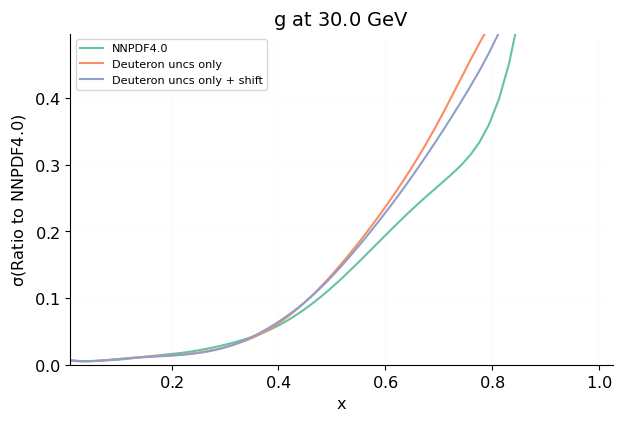 g at 30.0 GeV
NNPDF4.0
Deuteron uncs only
Deuteron uncs only + shift
σ(Ratio to NNPDF4.0)
0.4
0.3
0.2
0.1
0.0
0.2 0.4 0.6 0.8 1.0
x